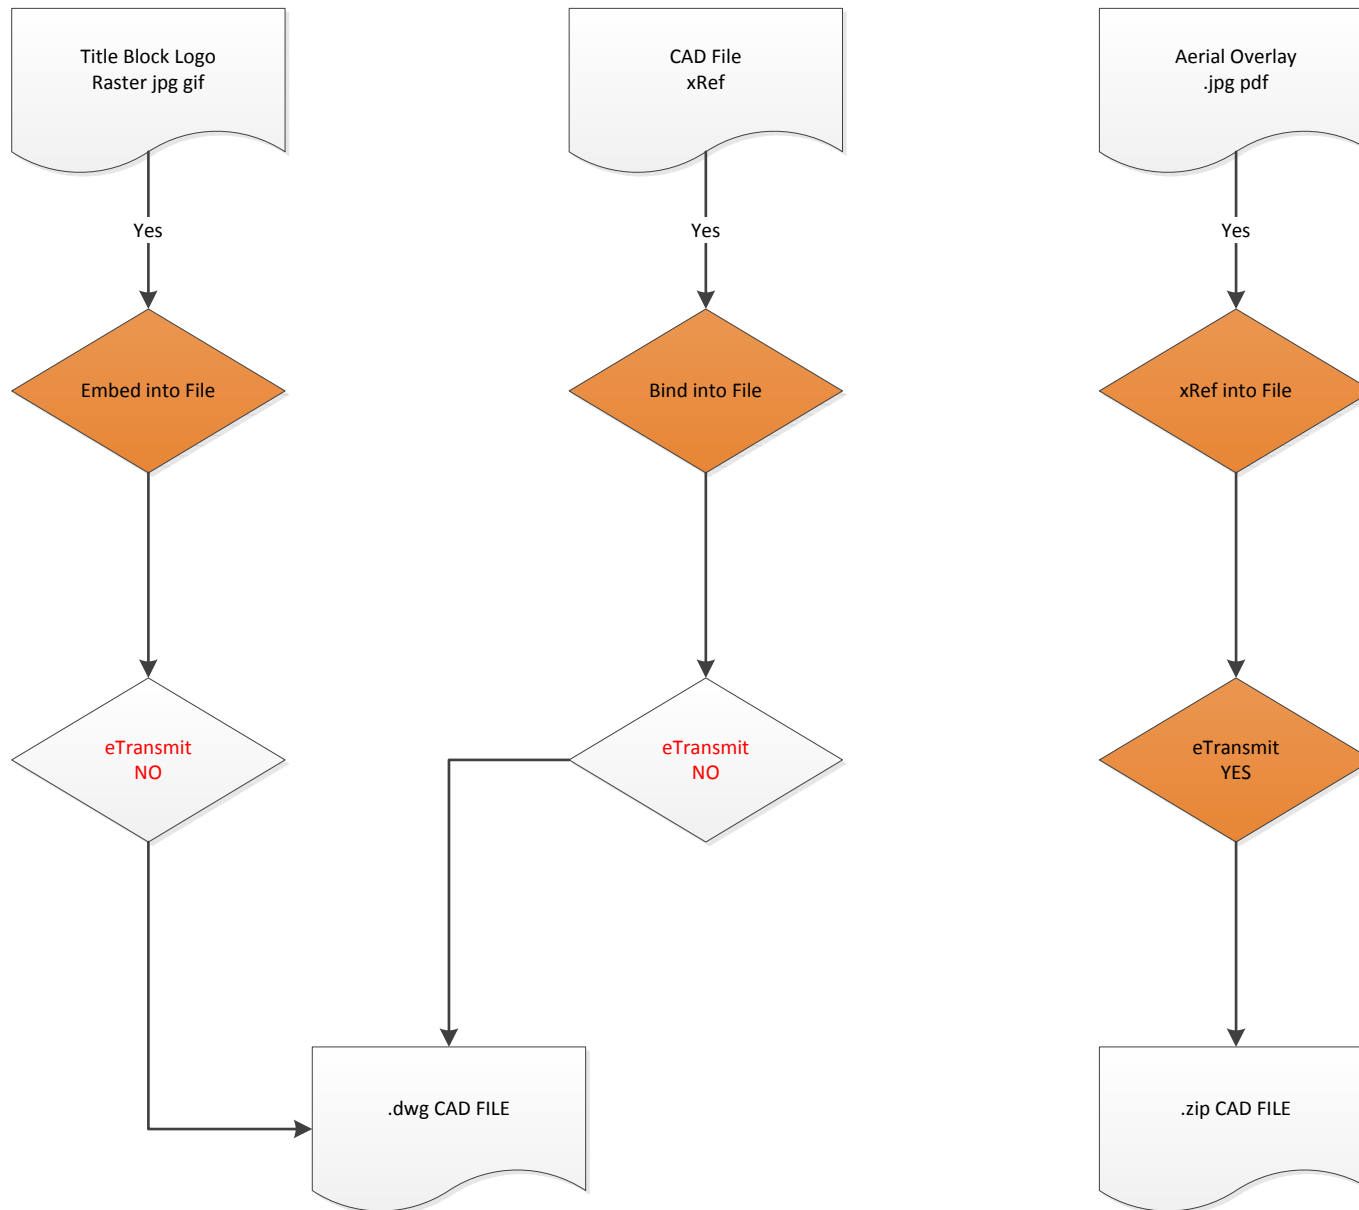 Title Block Logo
Raster jpg gif
CAD File
xRef
Aerial Overlay
.jpg pdf
Yes
Yes
Yes
Embed into File
Bind into File
xRef into File
eTransmit
NO
eTransmit
NO
eTransmit
YES
.dwg CAD FILE
.zip CAD FILE